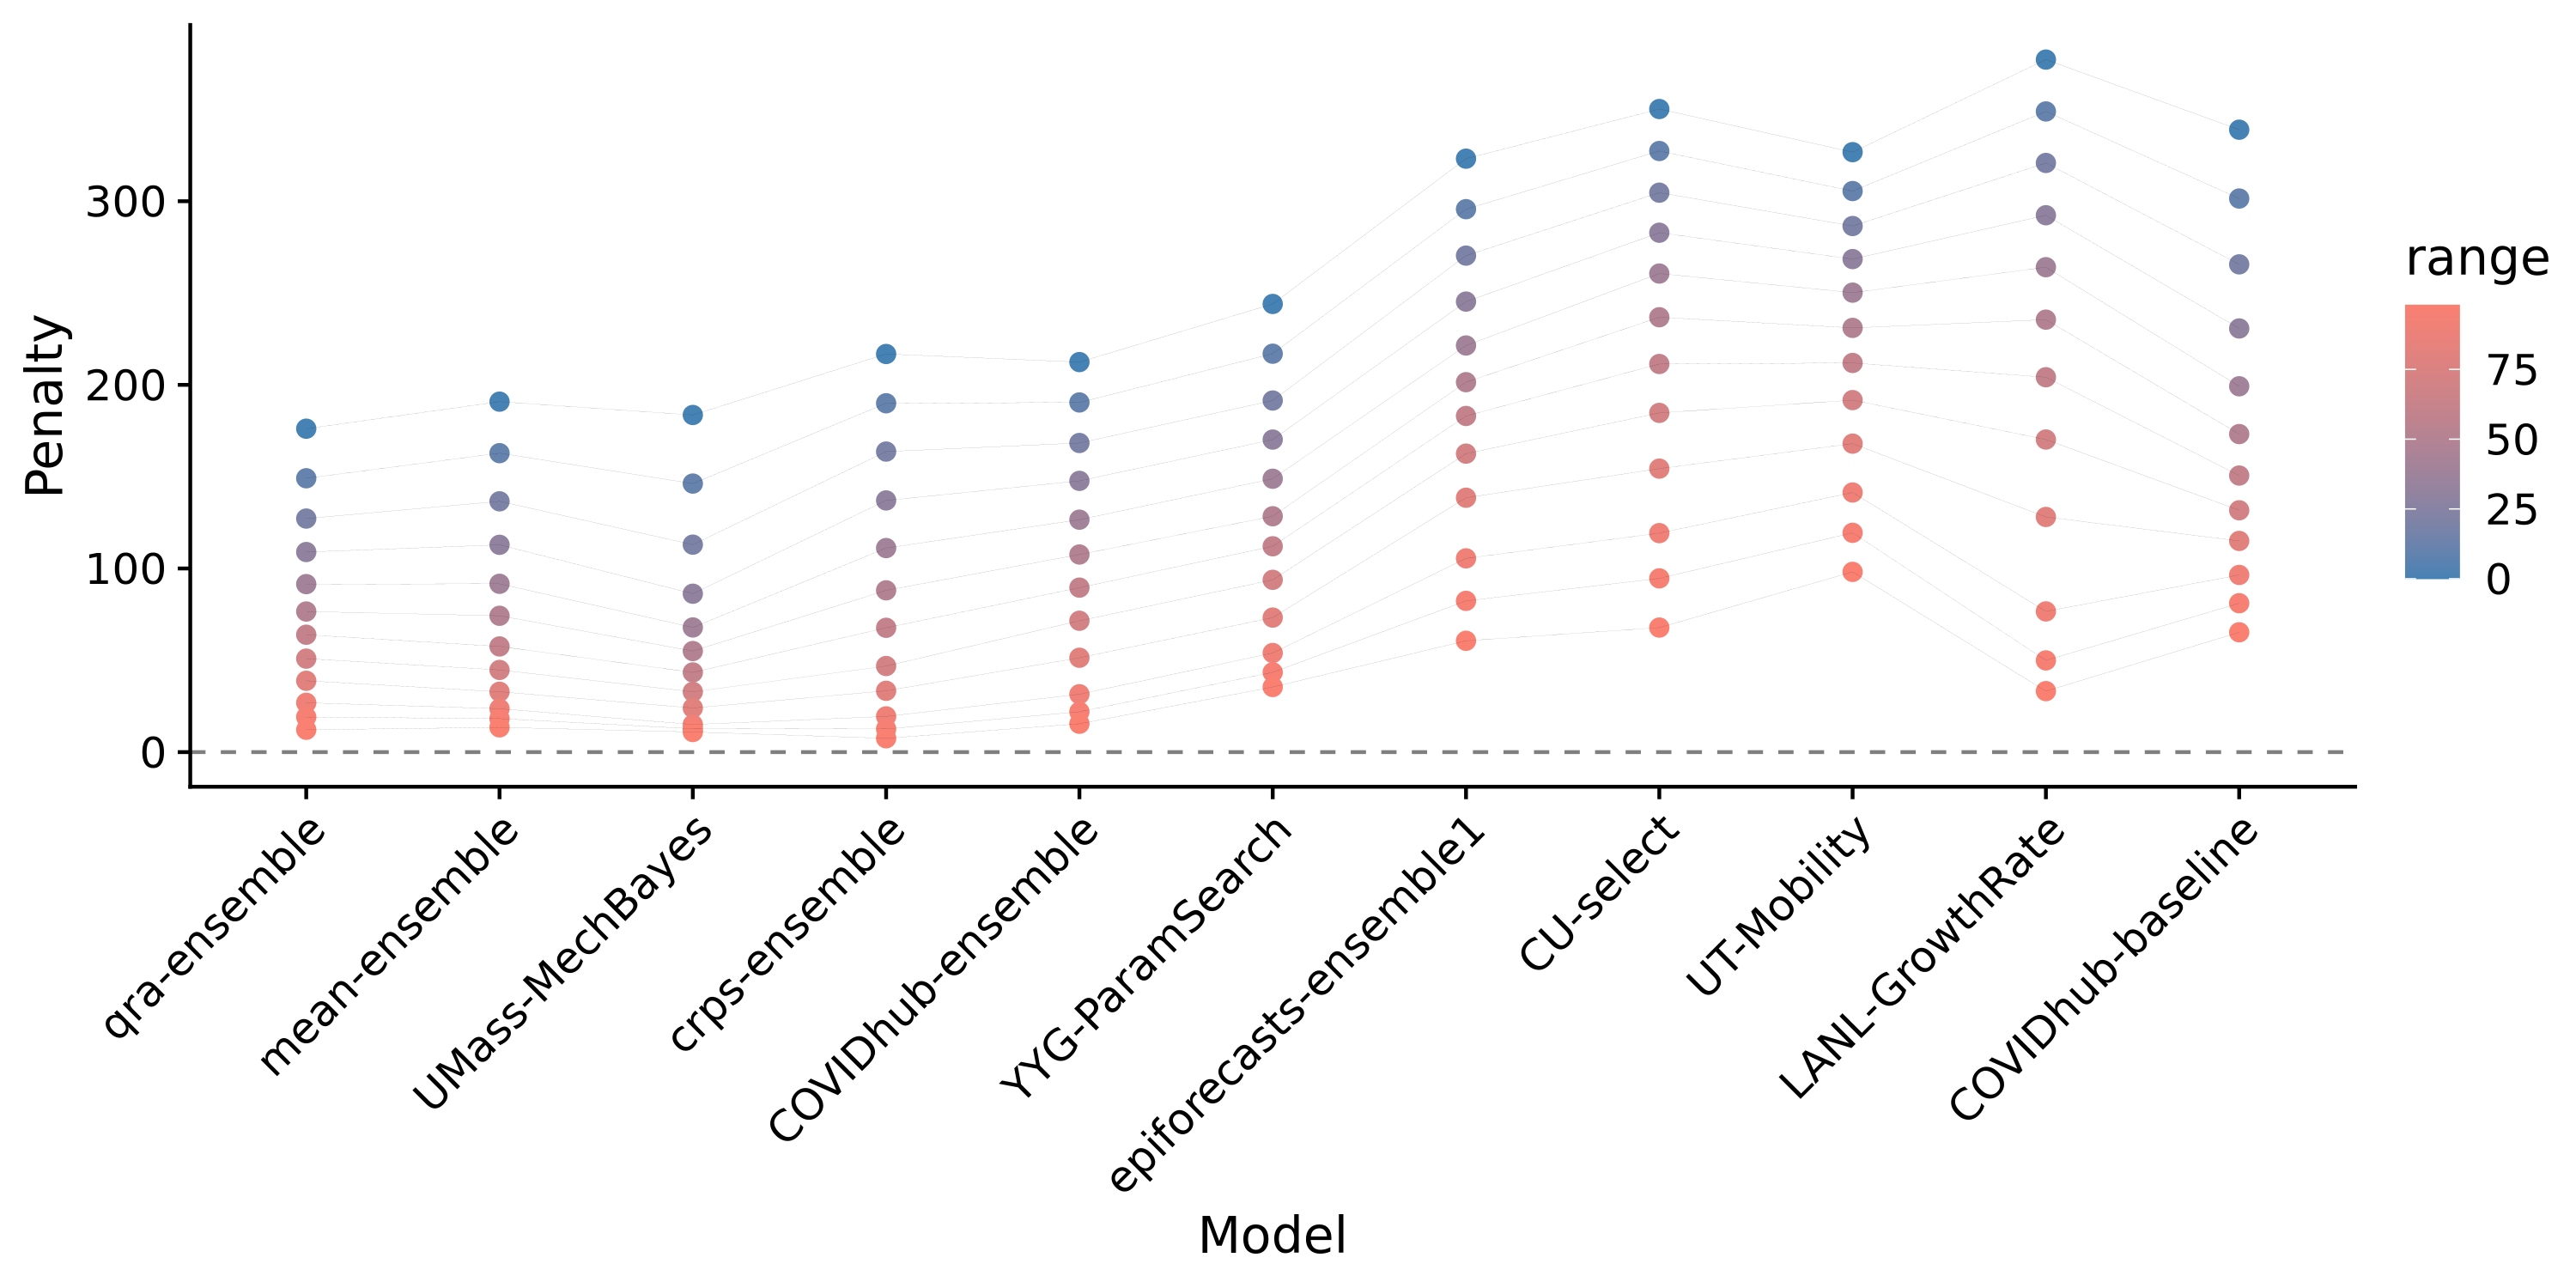 Penalty
300
200
100
0
qra-ensemble
mean-ensemble
UMass-MechBayes
crps-ensemble
COVIDhub-ensemble
YYG-ParamSearch
epiforecasts-ensemble1
CU-select
UT-Mobility
LANL-GrowthRate
COVIDhub-baseline
Model
range
75
50
25
0